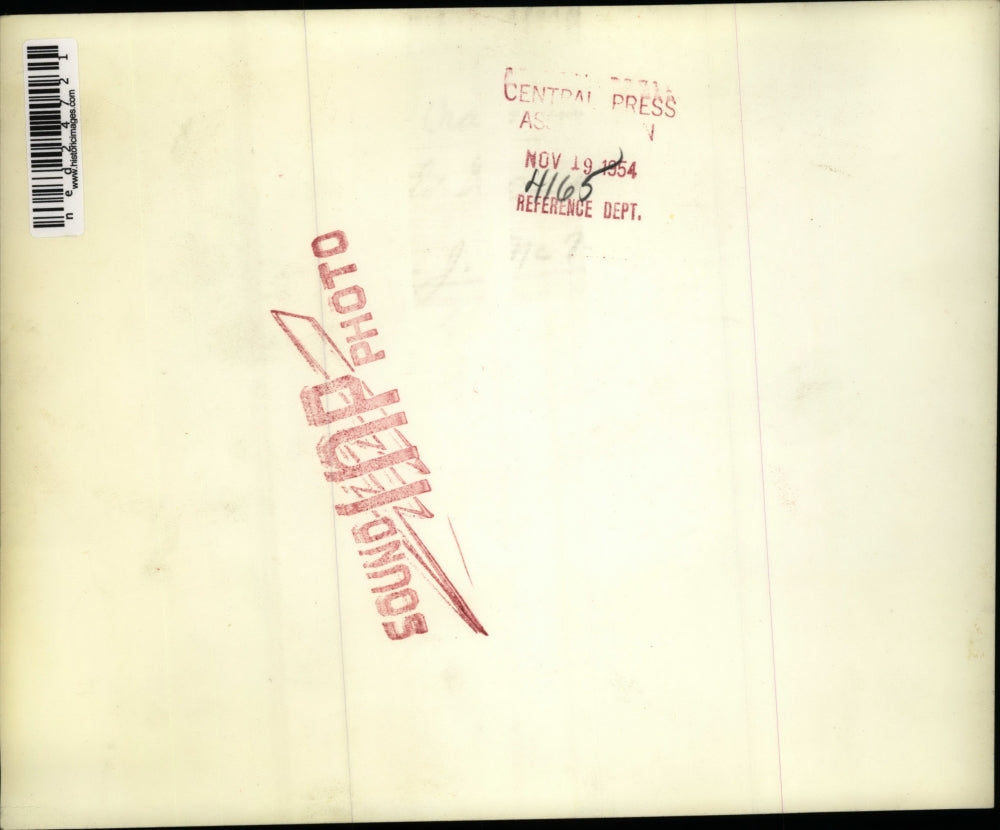 CENTRAL PRESS
NOV 19 1954
4165
REFERENCE DEPT.
SOUND INP PHOTO
ned24721
www.historicimages.com